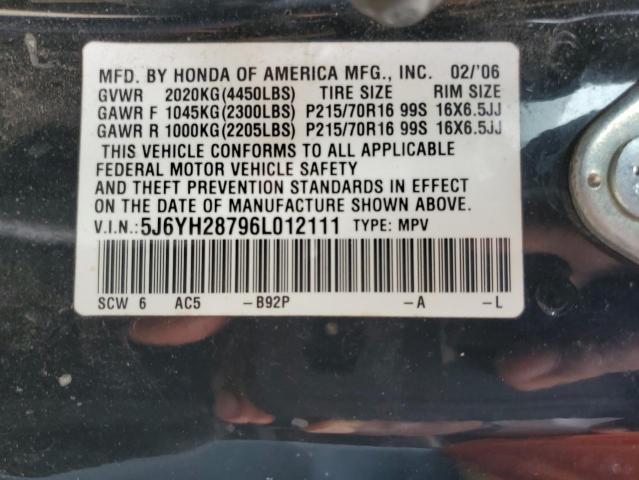 MFD. BY HONDA OF AMERICA MFG., INC. 02/'06
GVWR 2020KG(4450LBS) TIRE SIZE RIM SIZE
GAWR F 1045KG(2300LBS) P215/70R16 99S 16X6.5JJ
GAWR R 1000KG(2205LBS) P215/70R16 99S 16X6.5JJ
THIS VEHICLE CONFORMS TO ALL APPLICABLE
FEDERAL MOTOR VEHICLE SAFETY
AND THEFT PREVENTION STANDARDS IN EFFECT
ON THE DATE OF MANUFACTURE SHOWN ABOVE.
V.I.N.: 5J6YH28796L012111 TYPE: MPV
SCW 6 AC5 -B92P -A -L